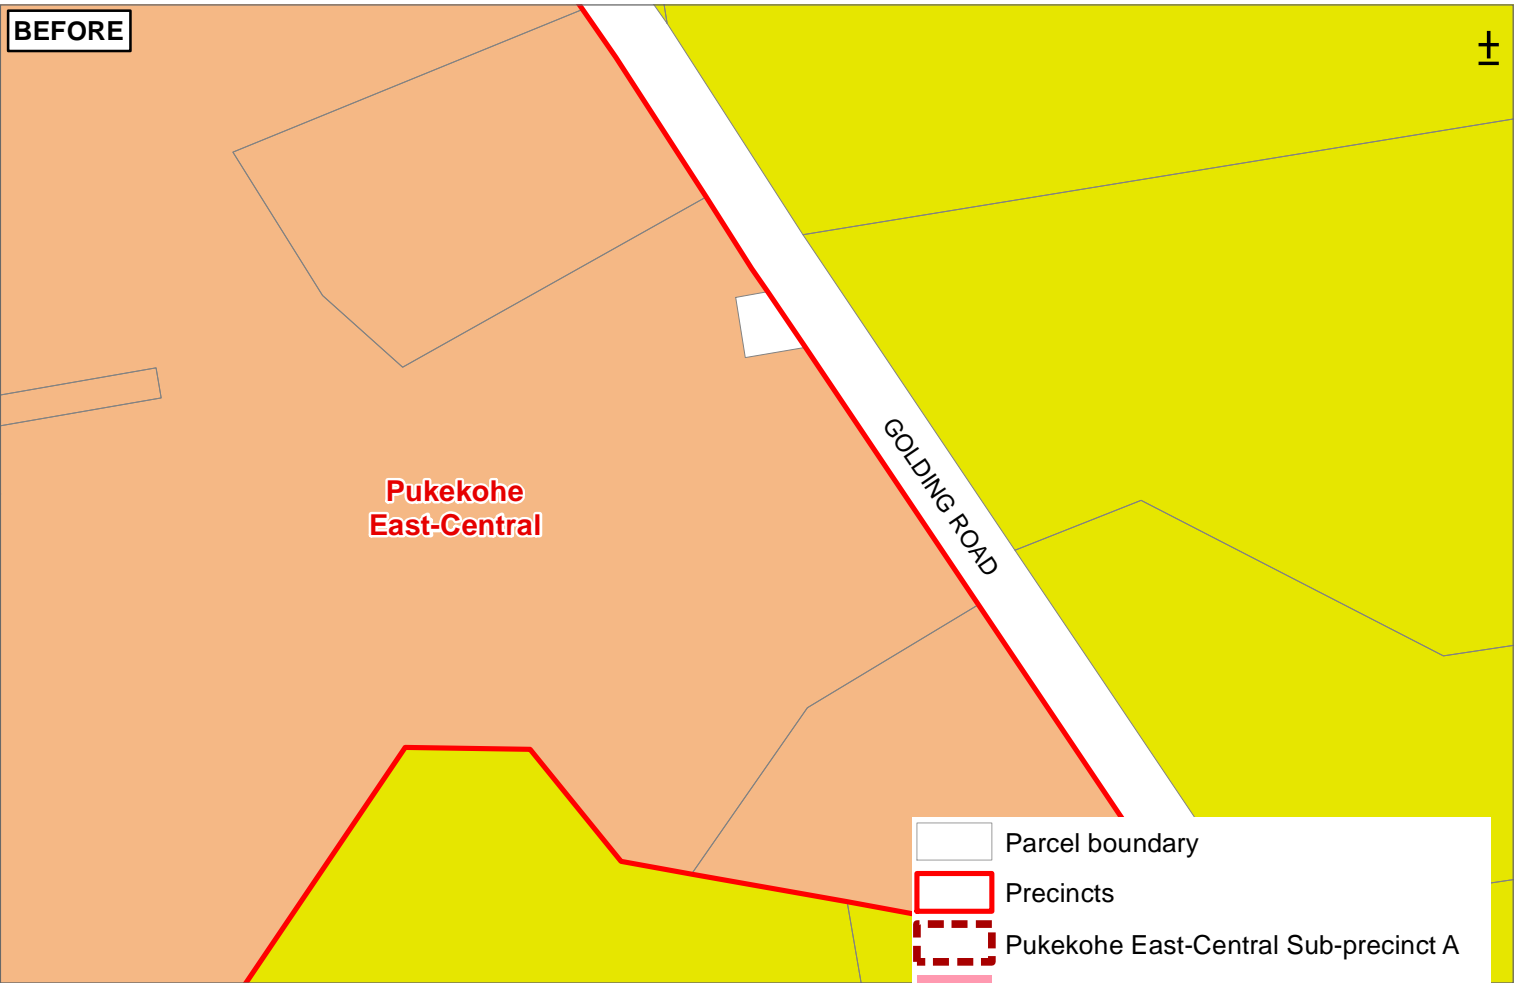 BEFORE
±
Pukekohe
East-Central
GOLDING ROAD
Parcel boundary
Precincts
Pukekohe East-Central Sub-precinct A